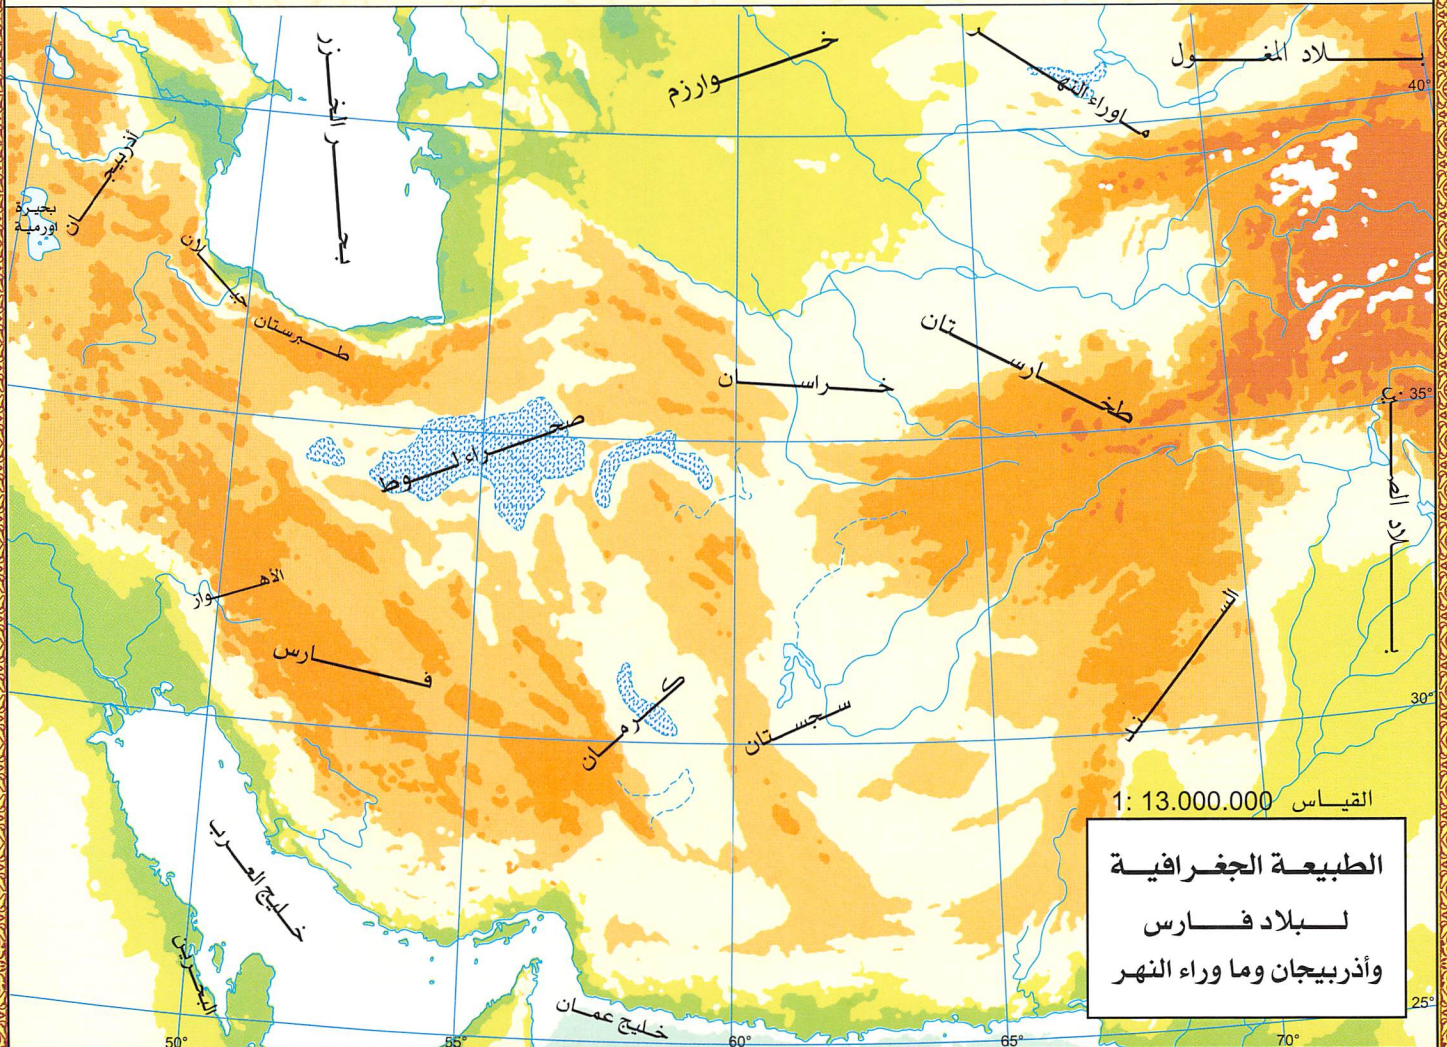 بلاد المغول
ماوراء النهر
خوارزم
بحر الخزر
أذربيجان
بحيرة
اورمية
جيلان
طبرستان
40°
طخارستان
خراسان
35°
صحراء لوط
بلاد الصين
الأهواز
فارس
السند
كرمان
سجستان
30°
القياس 1: 13.000.000
الطبيعة الجغرافية
لبلاد فارس
وأذربيجان وما وراء النهر
خليج العرب
البحرين
خليج عمان
25°
50°
55°
60°
65°
70°